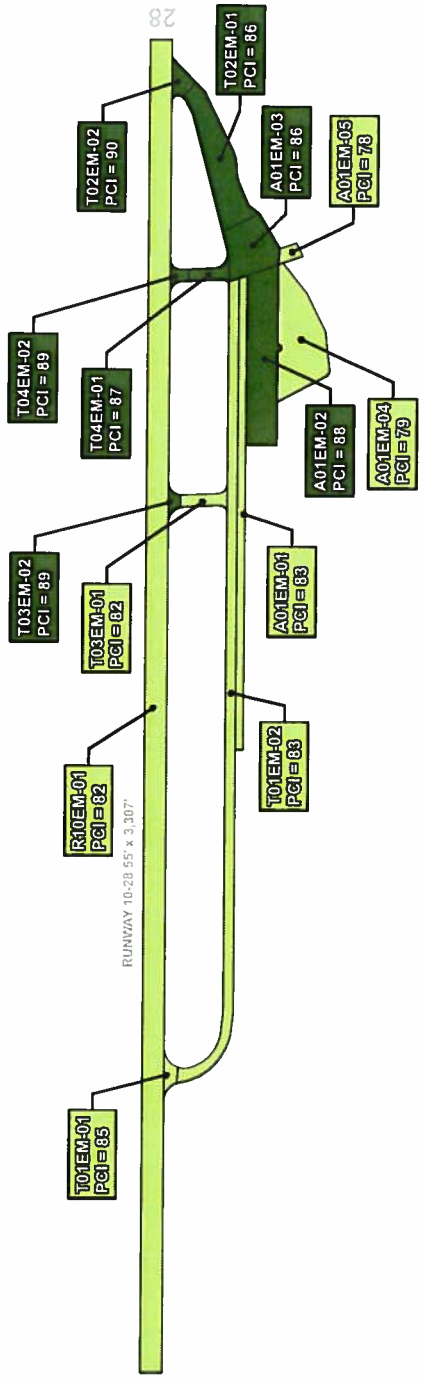 28
T02EM-02
PCI = 90
T02EM-01
PCI = 86
A01EM-03
PCI = 86
A01EM-05
PCI = 78
T04EM-02
PCI = 89
T04EM-01
PCI = 87
A01EM-02
PCI = 88
A01EM-04
PCI = 79
T03EM-02
PCI = 89
T03EM-01
PCI = 82
A01EM-01
PCI = 83
R10EM-01
PCI = 82
T01EM-02
PCI = 83
RUNWAY 10-28 55' x 3,307'
T01EM-01
PCI = 85